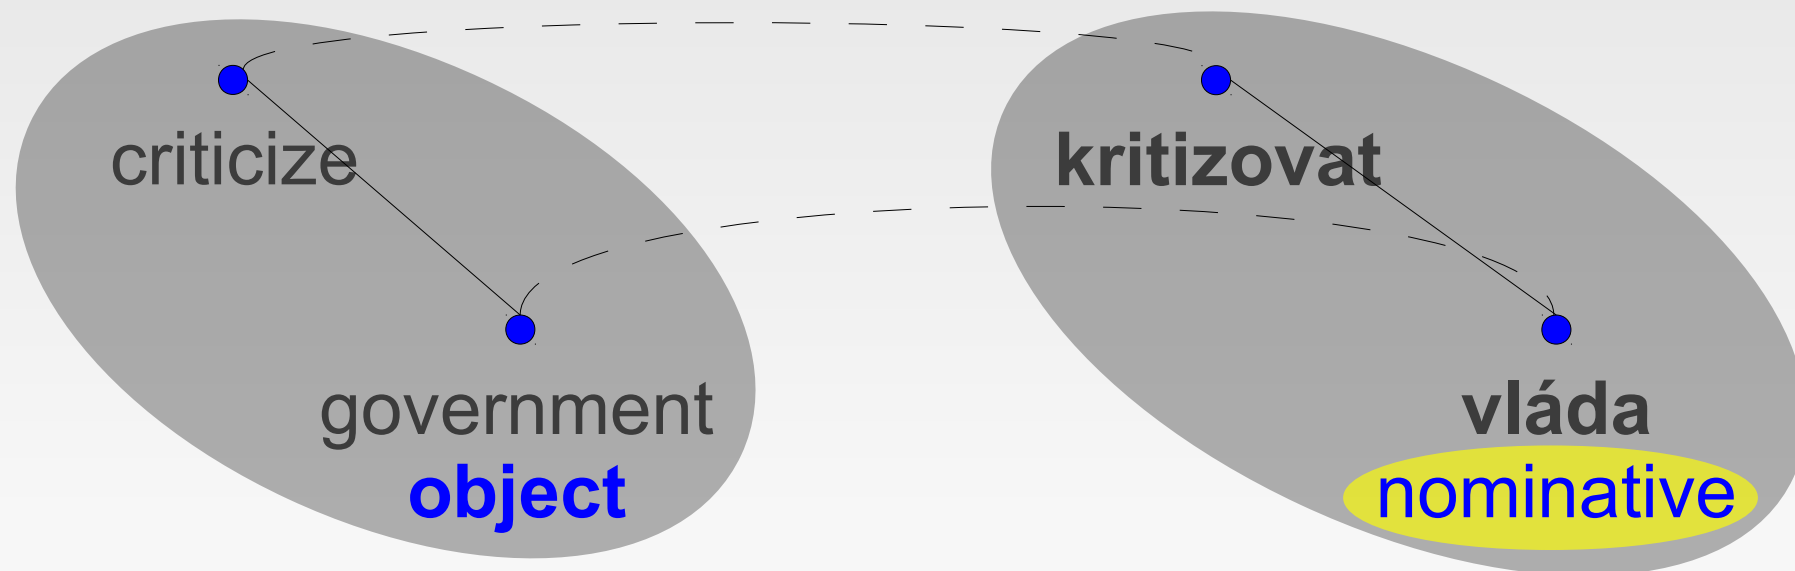 criticize
government
object
kritizovat
vláda
nominative